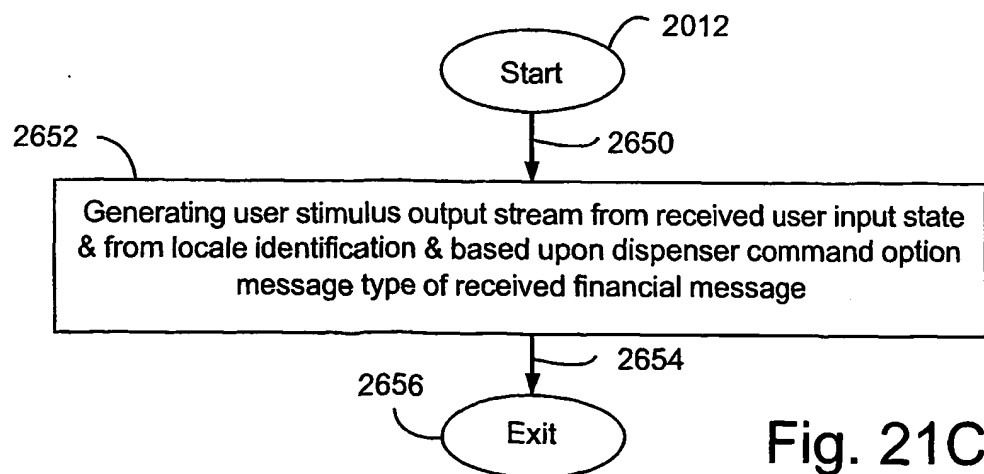 2012
Start
2652
2650
Generating user stimulus output stream from received user input state
& from locale identification & based upon dispenser command option
message type of received financial message
2654
2656
Exit
Fig. 21C